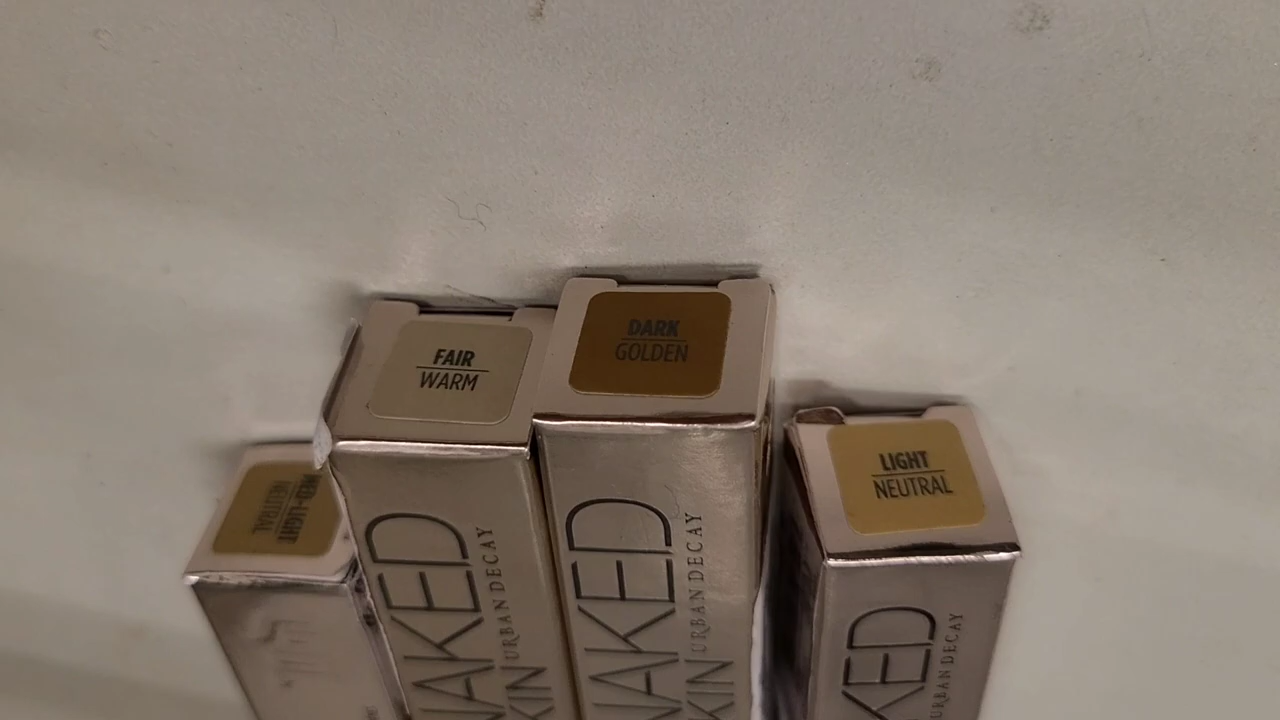 MED-LIGHT
NEUTRAL
FAIR
WARM
NAKED
SKIN
URBAN DECAY
DARK
GOLDEN
NAKED
SKIN
URBAN DECAY
LIGHT
NEUTRAL
NAKED
URBAN DECAY